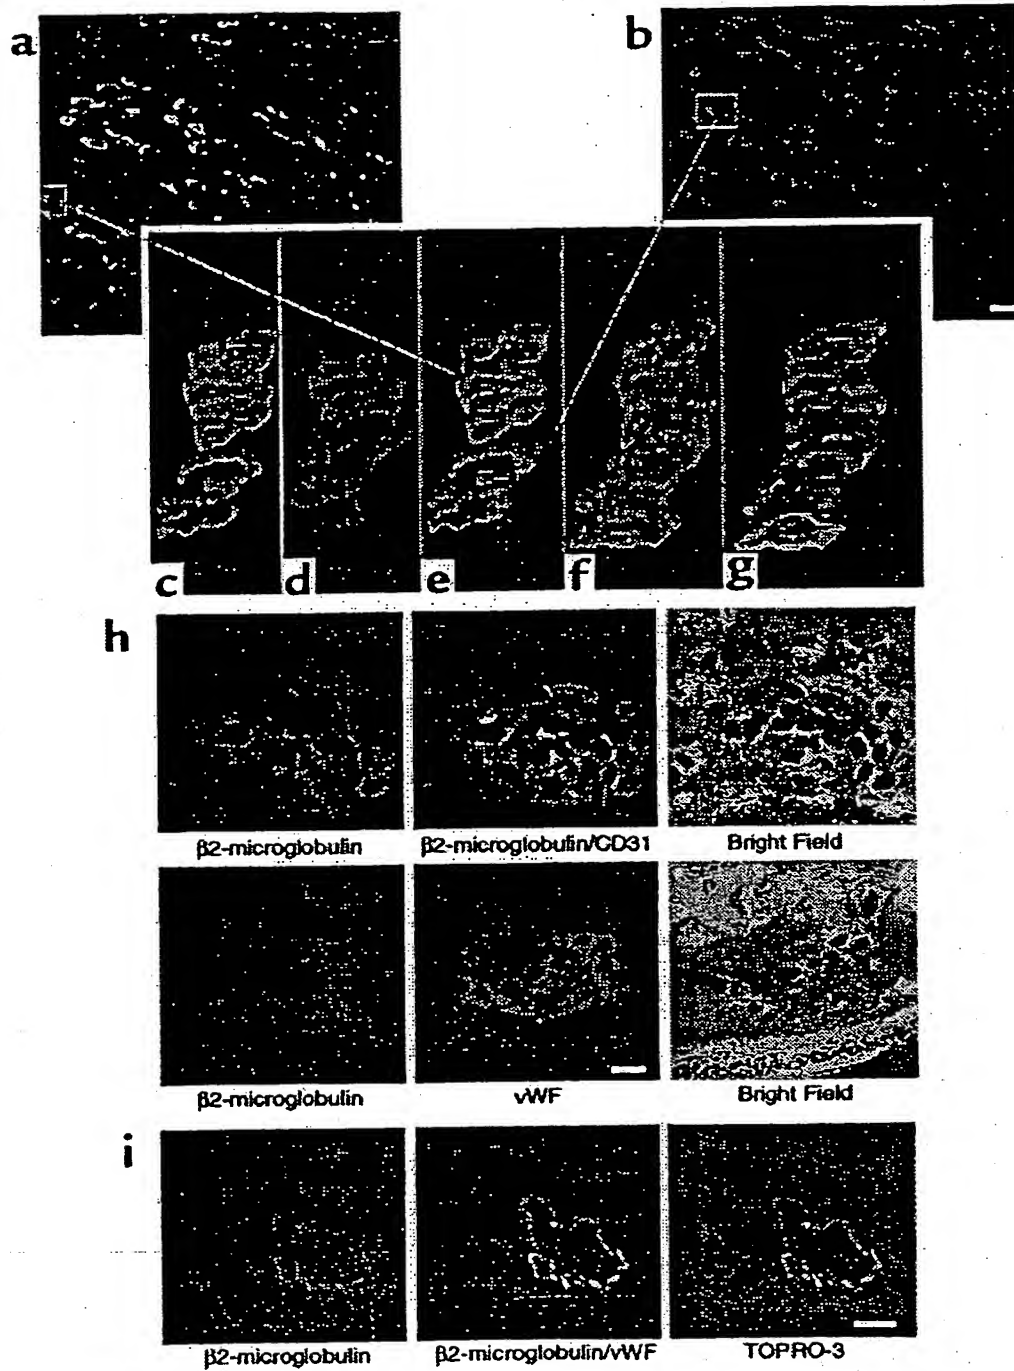 a
b
c d e f g
h
β2-microglobulin β2-microglobulin/CD31 Bright Field
β2-microglobulin vWF Bright Field
i
β2-microglobulin β2-microglobulin/vWF TOPRO-3